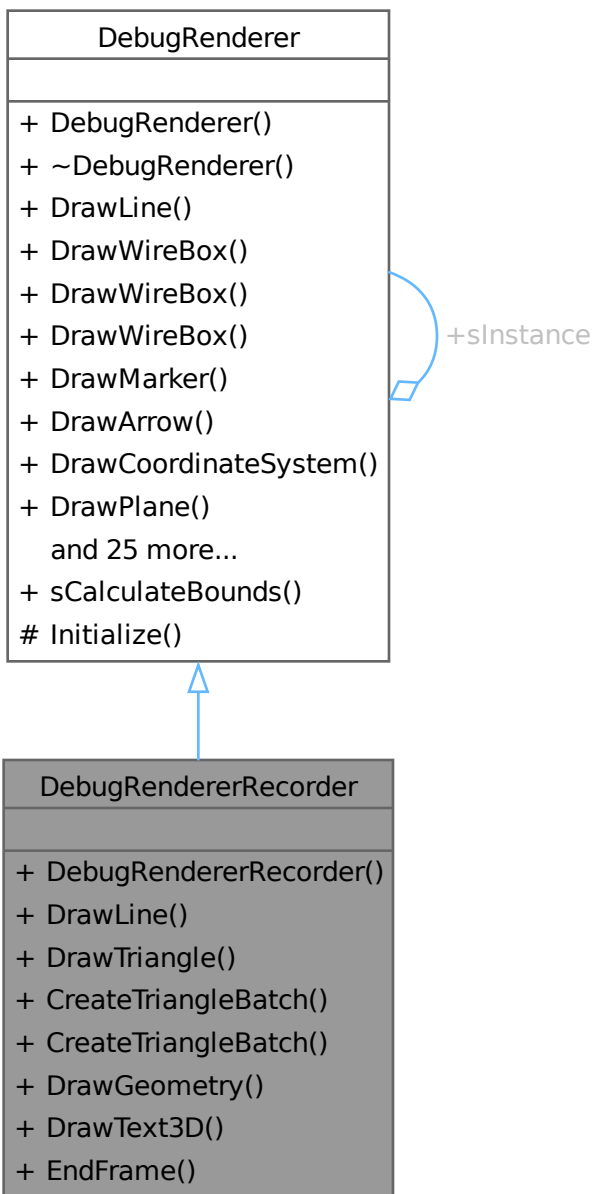 DebugRenderer
+ DebugRenderer()
+ ~DebugRenderer()
+ DrawLine()
+ DrawWireBox()
+ DrawWireBox()
+ DrawWireBox()
+ DrawMarker()
+ DrawArrow()
+ DrawCoordinateSystem()
+ DrawPlane()
and 25 more...
+ sCalculateBounds()
# Initialize()
+sInstance
DebugRendererRecorder
+ DebugRendererRecorder()
+ DrawLine()
+ DrawTriangle()
+ CreateTriangleBatch()
+ CreateTriangleBatch()
+ DrawGeometry()
+ DrawText3D()
+ EndFrame()